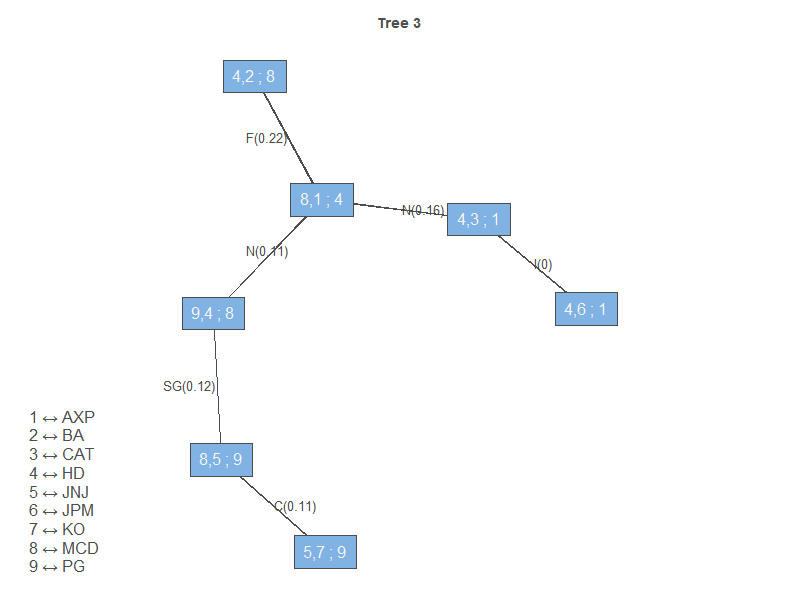 Tree 3
4,2 ; 8
F(0.22)
8,1 ; 4
N(0.16)
4,3 ; 1
N(0.11)
I(0)
9,4 ; 8
4,6 ; 1
SG(0.12)
8,5 ; 9
C(0.11)
5,7 ; 9
1 ↔ AXP
2 ↔ BA
3 ↔ CAT
4 ↔ HD
5 ↔ JNJ
6 ↔ JPM
7 ↔ KO
8 ↔ MCD
9 ↔ PG